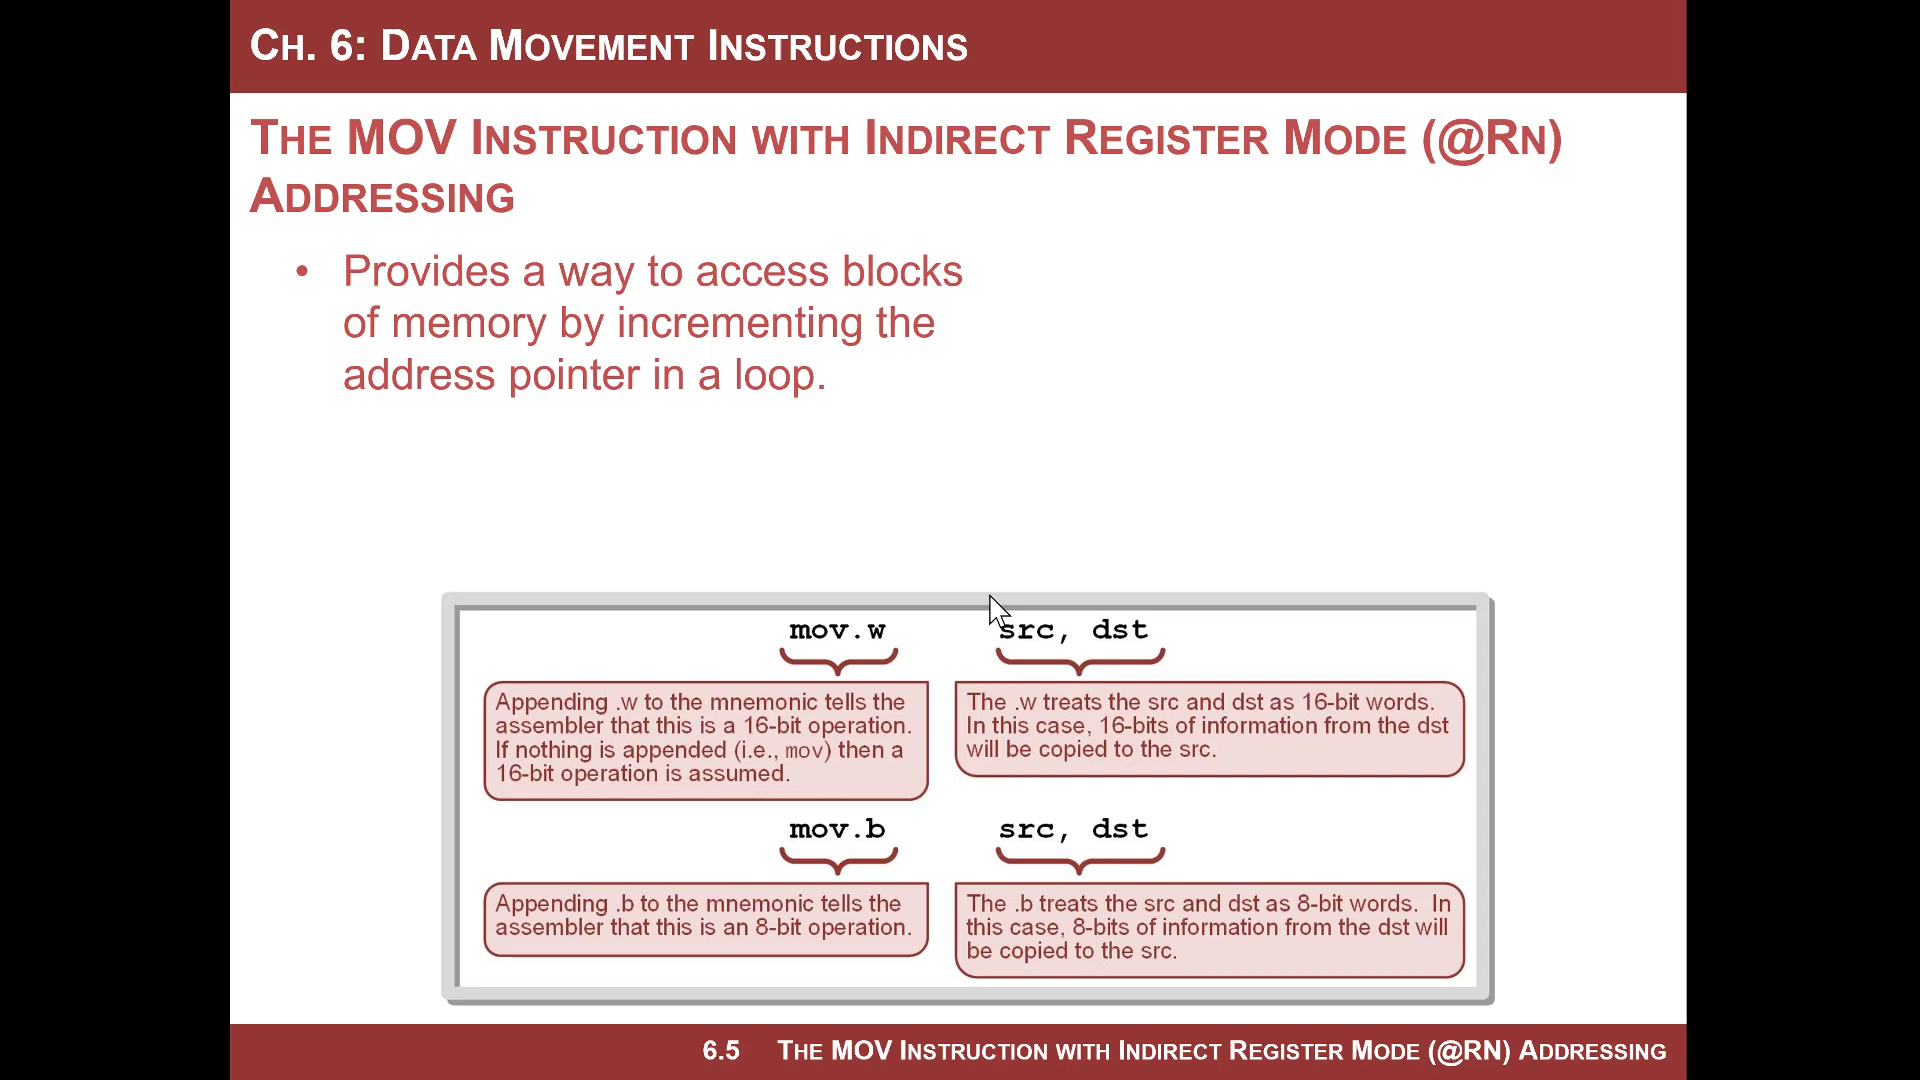 CH. 6: DATA MOVEMENT INSTRUCTIONS
THE MOV INSTRUCTION WITH INDIRECT REGISTER MODE (@RN)
ADDRESSING
• Provides a way to access blocks
of memory by incrementing the
address pointer in a loop.
mov.w src, dst
Appending .w to the mnemonic tells the
assembler that this is a 16-bit operation.
If nothing is appended (i.e., mov) then a
16-bit operation is assumed.
The .w treats the src and dst as 16-bit words.
In this case, 16-bits of information from the dst
will be copied to the src.
mov.b src, dst
Appending .b to the mnemonic tells the
assembler that this is an 8-bit operation.
The .b treats the src and dst as 8-bit words. In
this case, 8-bits of information from the dst will
be copied to the src.
6.5 THE MOV INSTRUCTION WITH INDIRECT REGISTER MODE (@RN) ADDRESSING